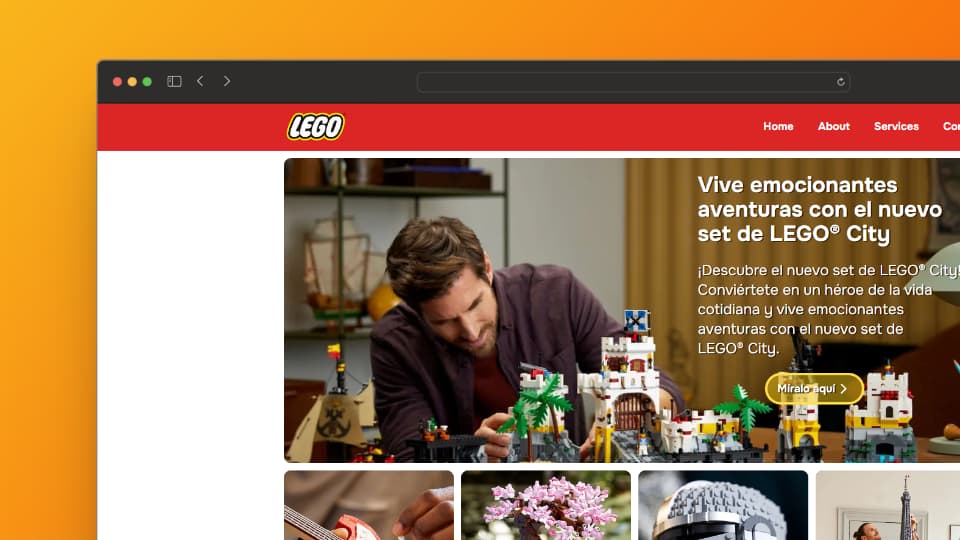 LEGO
Home About Services
Vive emocionantes
aventuras con el nuevo
set de LEGO® City
¡Descubre el nuevo set de LEGO® City!
Conviértete en un héroe de la vida
cotidiana y vive emocionantes
aventuras con el nuevo set de
LEGO® City.
Míralo aquí